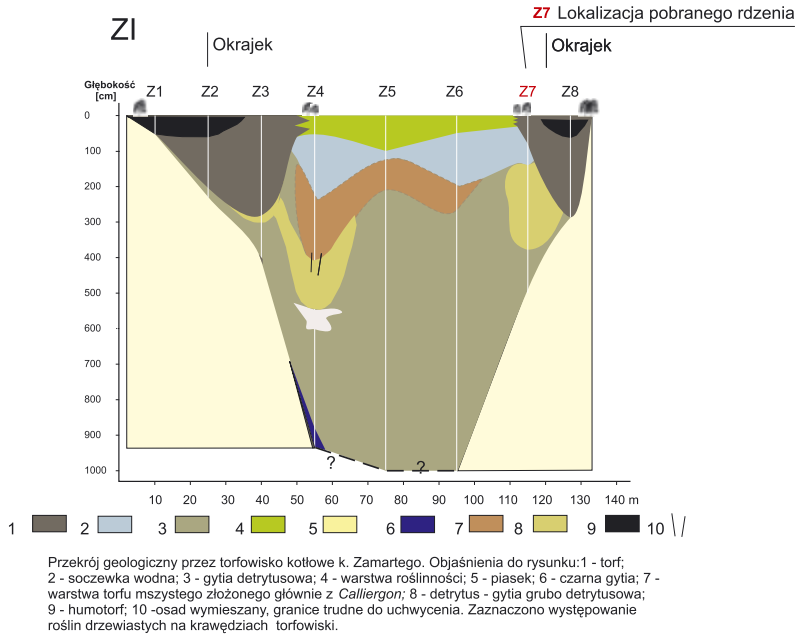 Z7 Lokalizacja pobranego rdzenia
ZI
Okrajek
Okrajek
Głębokość
[cm]
Z1 Z2 Z3 Z4 Z5 Z6 Z7 Z8
0
100
200
300
400
500
600
700
800
900
1000
? ?
10 20 30 40 50 60 70 80 90 100 110 120 130 140 m
1 2 3 4 5 6 7 8 9 10
Przekrój geologiczny przez torfowisko kotłowe k. Zamartego. Objaśnienia do rysunku:1 - torf;
2 - soczewka wodna; 3 - gytia detrytusowa; 4 - warstwa roślinności; 5 - piasek; 6 - czarna gytia; 7 -
warstwa torfu mszystego złożonego głównie z Calliergon; 8 - detrytus - gytia grubo detrytusowa;
9 - humotorf; 10 -osad wymieszany, granice trudne do uchwycenia. Zaznaczono występowanie
roślin drzewiastych na krawędziach torfowiski.